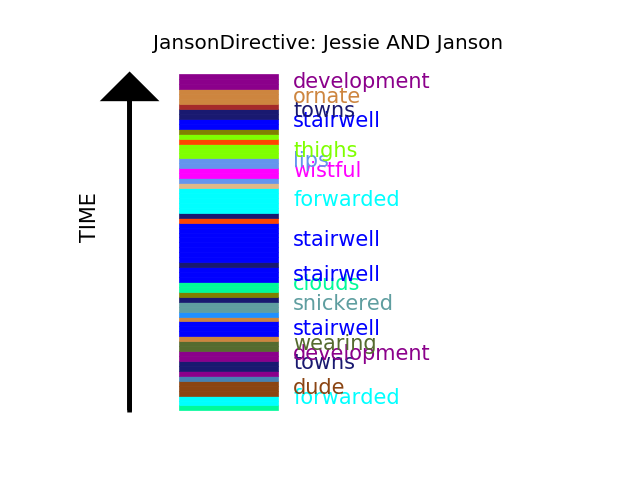 JansonDirective: Jessie AND Janson
development
ornate
towns
stairwell
thighs
lips
wistful
forwarded
stairwell
stairwell
clouds
snickered
stairwell
wearing
development
towns
dude
forwarded
TIME